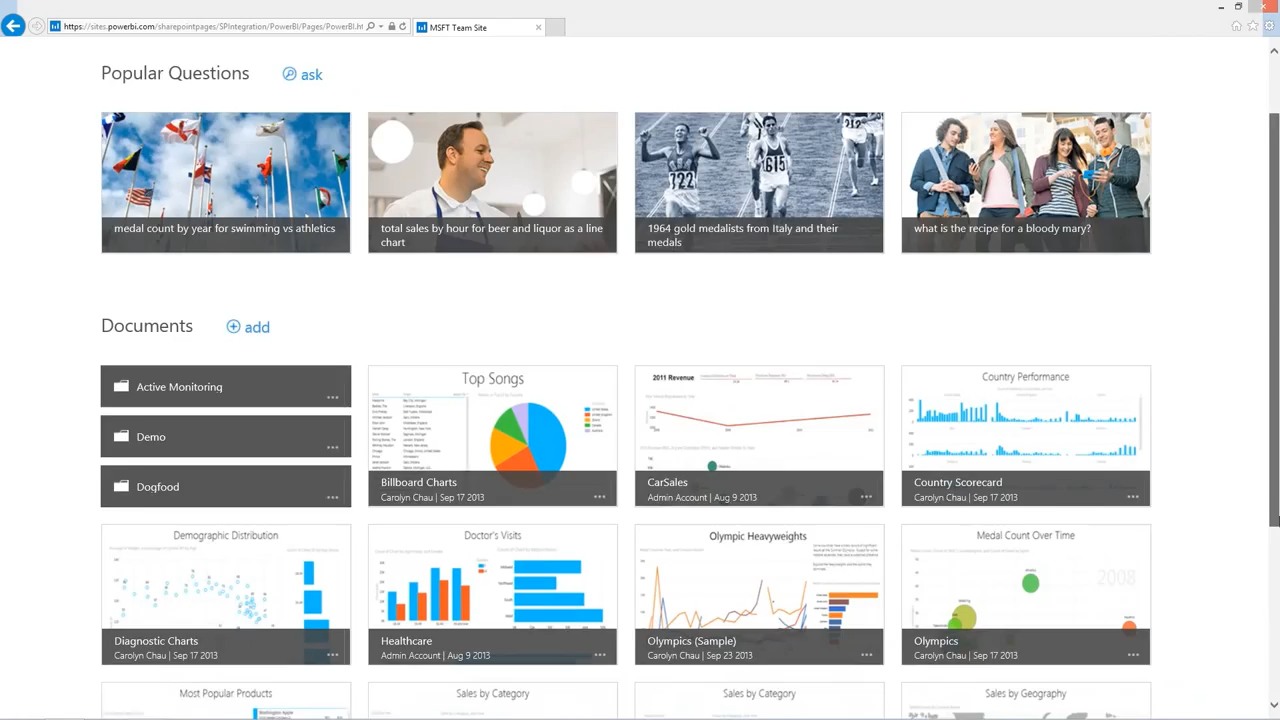 https://sites.powerbi.com/sharepointpages/SPIntegration/PowerBI/Pages/PowerBI.ht
MSFT Team Site
Popular Questions
ask
722
615
212
medal count by year for swimming vs athletics
total sales by hour for beer and liquor as a line
chart
1964 gold medalists from Italy and their
medals
what is the recipe for a bloody mary?
Documents
add
Active Monitoring
Demo
Dogfood
Top Songs
Billboard Charts
Carolyn Chau | Sep 17 2013
2011 Revenue
CarSales
Admin Account | Aug 9 2013
Country Performance
Country Scorecard
Carolyn Chau | Sep 17 2013
Demographic Distribution
Diagnostic Charts
Carolyn Chau | Sep 17 2013
Doctor's Visits
Healthcare
Admin Account | Aug 9 2013
Olympic Heavyweights
Olympics (Sample)
Carolyn Chau | Sep 23 2013
Medal Count Over Time
2008
Olympics
Carolyn Chau | Sep 17 2013
Most Popular Products
Sales by Category
Sales by Category
Sales by Geography